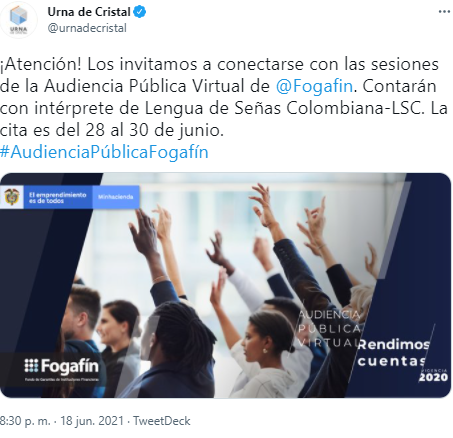 Urna de Cristal
@urnadecristal
URNA
DE CRISTAL
¡Atención! Los invitamos a conectarse con las sesiones
de la Audiencia Pública Virtual de @Fogafin. Contarán
con intérprete de Lengua de Señas Colombiana-LSC. La
cita es del 28 al 30 de junio.
#AudienciaPúblicaFogafín
El emprendimiento
es de todos
Minhacienda
AUDIENCIA
PÚBLICA
VIRTUAL
Rendimos
cuentas
VIGENCIA
2020
Fogafín
Fondo de Garantías de Instituciones Financieras
8:30 p. m. · 18 jun. 2021 · TweetDeck